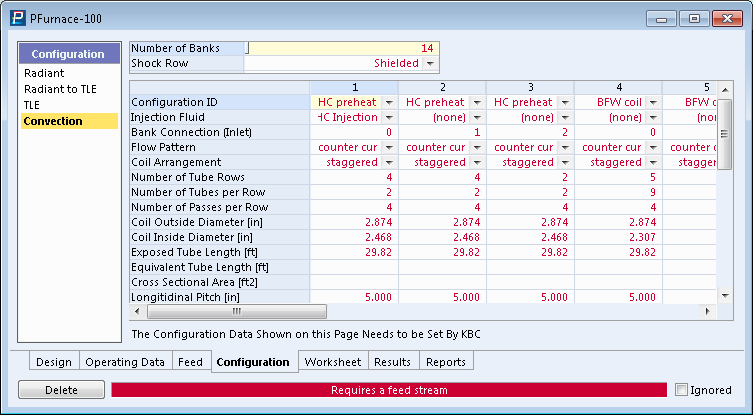 PFurnace-100
Configuration
Radiant
Radiant to TLE
TLE
Convection
Number of Banks 14
Shock Row Shielded
1 2 3 4 5
Configuration ID HC preheat HC preheat HC preheat BFW coil BFW c
Injection Fluid HC Injection (none) (none) (none) (no
Bank Connection (Inlet) 0 1 2 0
Flow Pattern counter cur counter cur counter cur counter cur counter
Coil Arrangement staggered staggered staggered staggered stagger
Number of Tube Rows 4 4 2 5
Number of Tubes per Row 2 2 2 9
Number of Passes per Row 4 4 4 4
Coil Outside Diameter [in] 2.874 2.874 2.874 2.874
Coil Inside Diameter [in] 2.468 2.468 2.468 2.307
Exposed Tube Length [ft] 29.82 29.82 29.82 29.82
Equivalent Tube Length [ft]
Cross Sectional Area [ft2]
Longitidinal Pitch [in] 5.000 5.000 5.000 5.000
The Configuration Data Shown on this Page Needs to be Set By KBC
Design Operating Data Feed Configuration Worksheet Results Reports
Delete Requires a feed stream Ignored